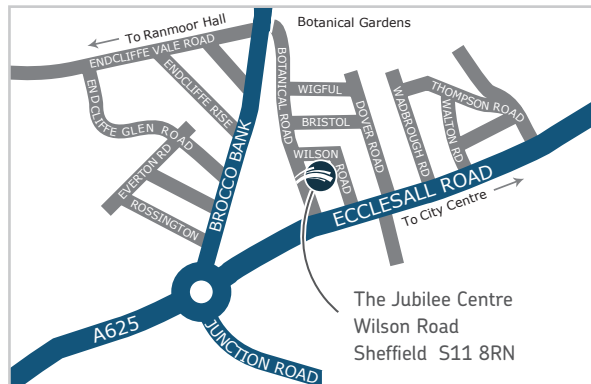 To Ranmoor Hall
Botanical Gardens
ENDCLIFFE VALE ROAD
ENDCLIFFE RISE
ENDCLIFFE GLEN ROAD
EVERTON RD
ROSSINGTON
BROCCO BANK
BOTANICAL ROAD
WIGFUL
BRISTOL
WILSON
ROAD
DOVER ROAD
WADBROUGH RD
WALTON RD
THOMPSON ROAD
ECCLESALL ROAD
To City Centre
A625
JUNCTION ROAD
The Jubilee Centre
Wilson Road
Sheffield S11 8RN